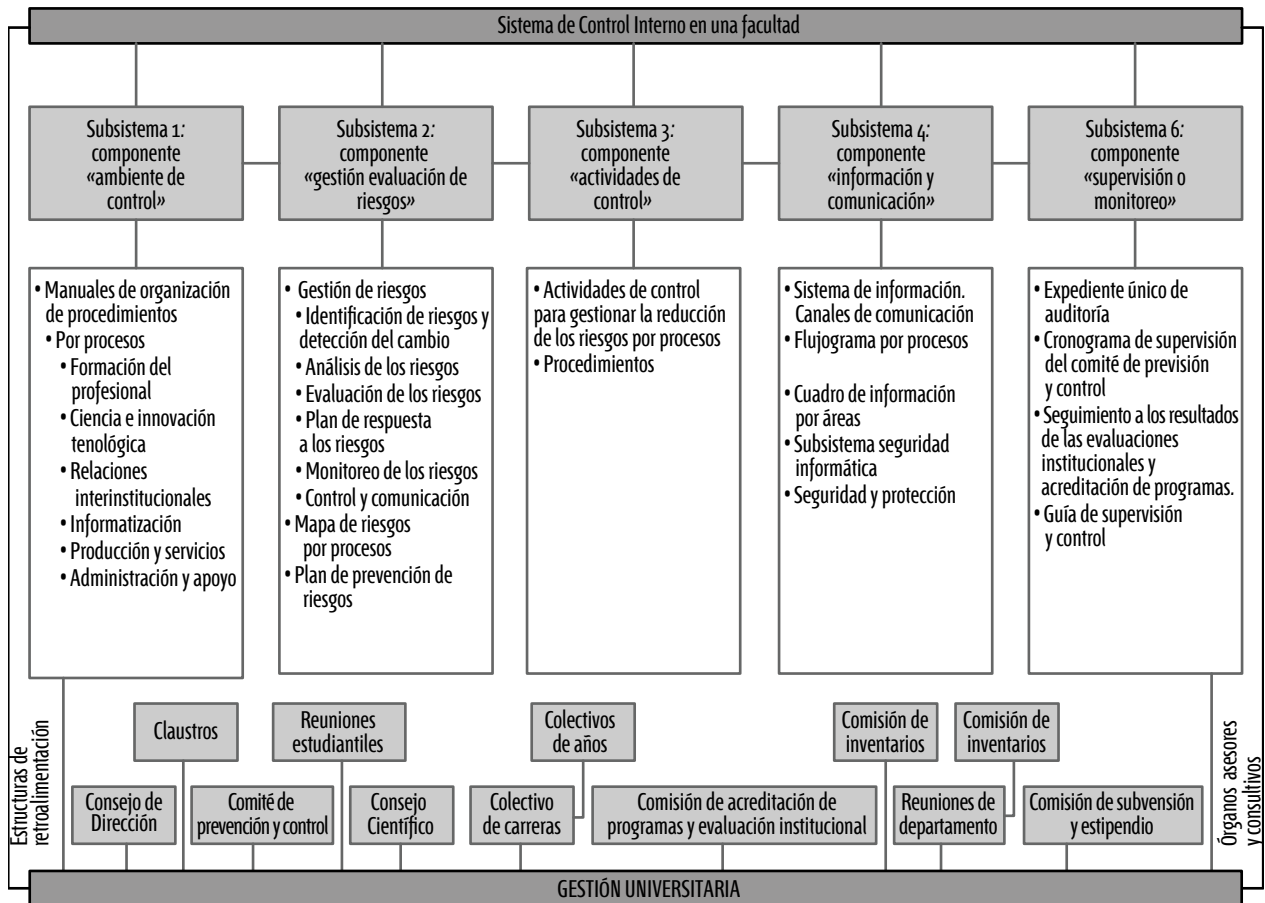 Sistema de Control Interno en una facultad
Subsistema 1:
componente
«ambiente de
control»
Subsistema 2:
componente
«gestión evaluación de
riesgos»
Subsistema 3:
componente
«actividades de
control»
Subsistema 4:
componente
«información y
comunicación»
Subsistema 6:
componente
«supervisión o
monitoreo»
• Manuales de organización
de procedimientos
• Por procesos
• Formación del
profesional
• Ciencia e innovación
tenológica
• Relaciones
interinstitucionales
• Informatización
• Producción y servicios
• Administración y apoyo
• Gestión de riesgos
• Identificación de riesgos y
detección del cambio
• Análisis de los riesgos
• Evaluación de los riesgos
• Plan de respuesta
a los riesgos
• Monitoreo de los riesgos
• Control y comunicación
• Mapa de riesgos
por procesos
• Plan de prevención de
riesgos
• Actividades de control
para gestionar la reducción
de los riesgos por procesos
• Procedimientos
• Sistema de información.
Canales de comunicación
• Flujograma por procesos
• Cuadro de información
por áreas
• Subsistema seguridad
informática
• Seguridad y protección
• Expediente único de
auditoría
• Cronograma de supervisión
del comité de previsión
y control
• Seguimiento a los resultados
de las evaluaciones
institucionales y
acreditación de programas.
• Guía de supervisión
y control
Estructuras de
retroalimentación
Claustros
Reuniones
estudiantiles
Colectivos
de años
Comisión de
inventarios
Comisión de
inventarios
Consejo de
Dirección
Comité de
prevención y control
Consejo
Científico
Colectivo
de carreras
Comisión de acreditación de
programas y evaluación institucional
Reuniones de
departamento
Comisión de subvensión
y estipendio
Órganos asesores
y consultivos
GESTIÓN UNIVERSITARIA